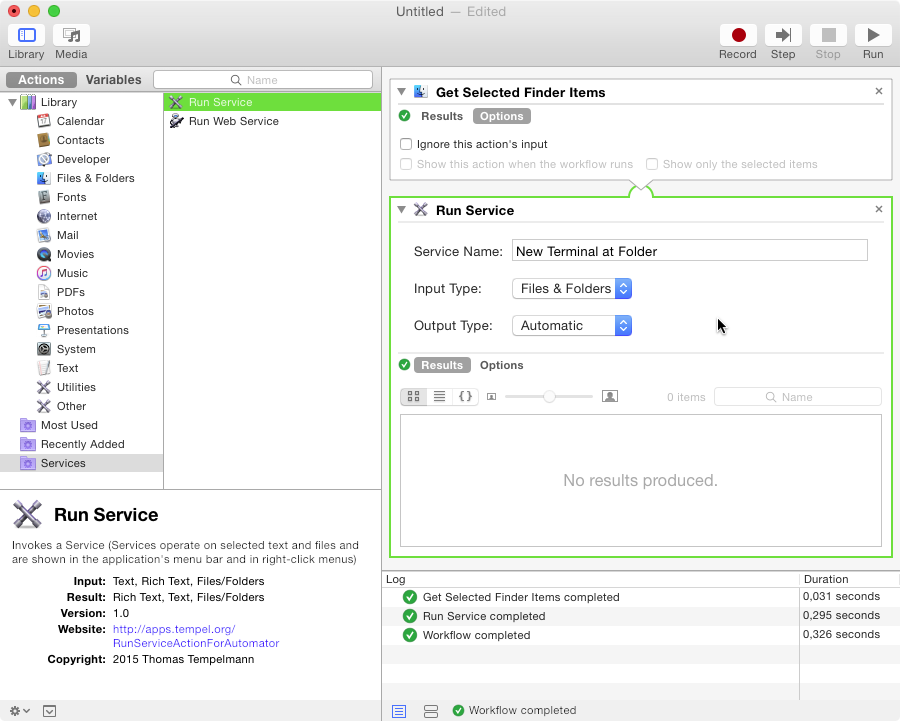 Untitled — Edited
Library Media Record Step Stop Run
Actions Variables Name
Library
Calendar
Contacts
Developer
Files & Folders
Fonts
Internet
Mail
Movies
Music
PDFs
Photos
Presentations
System
Text
Utilities
Other
Most Used
Recently Added
Services
Run Service
Run Web Service
Run Service
Invokes a Service (Services operate on selected text and files and
are shown in the application's menu bar and in right-click menus)
Input: Text, Rich Text, Files/Folders
Result: Rich Text, Text, Files/Folders
Version: 1.0
Website: http://apps.tempel.org/
RunServiceActionForAutomator
Copyright: 2015 Thomas Tempelmann
Get Selected Finder Items
Results Options
Ignore this action's input
Show this action when the workflow runs Show only the selected items
Run Service
Service Name: New Terminal at Folder
Input Type: Files & Folders
Output Type: Automatic
Results Options
0 items Name
No results produced.
Log Duration
Get Selected Finder Items completed 0,031 seconds
Run Service completed 0,295 seconds
Workflow completed 0,326 seconds
Workflow completed